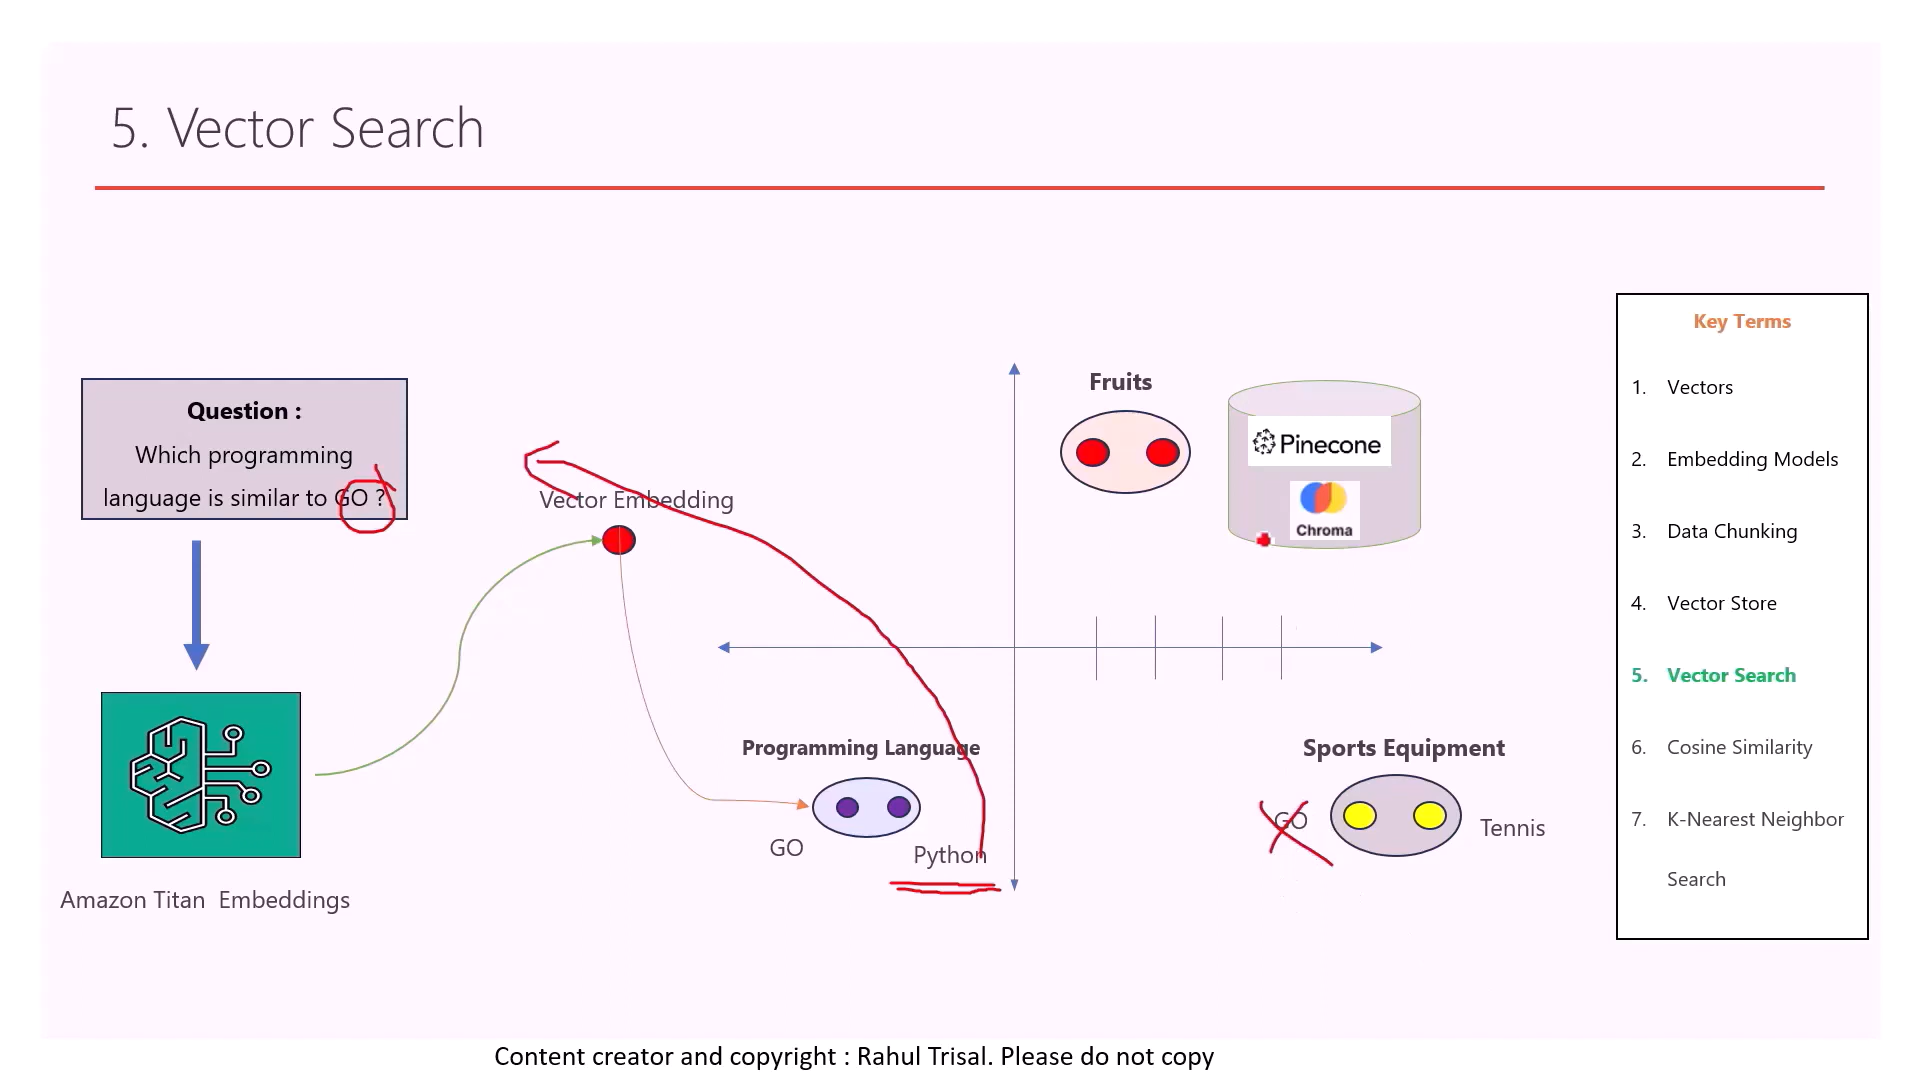 5. Vector Search
Question :
Which programming
language is similar to GO ?
Amazon Titan  Embeddings
Vector Embedding
Fruits
Pinecone
Chroma
Programming Language
GO
Python
Sports Equipment
GO
Tennis
Key Terms
1. Vectors
2. Embedding Models
3. Data Chunking
4. Vector Store
5. Vector Search
6. Cosine Similarity
7. K-Nearest Neighbor
Search
Content creator and copyright : Rahul Trisal. Please do not copy